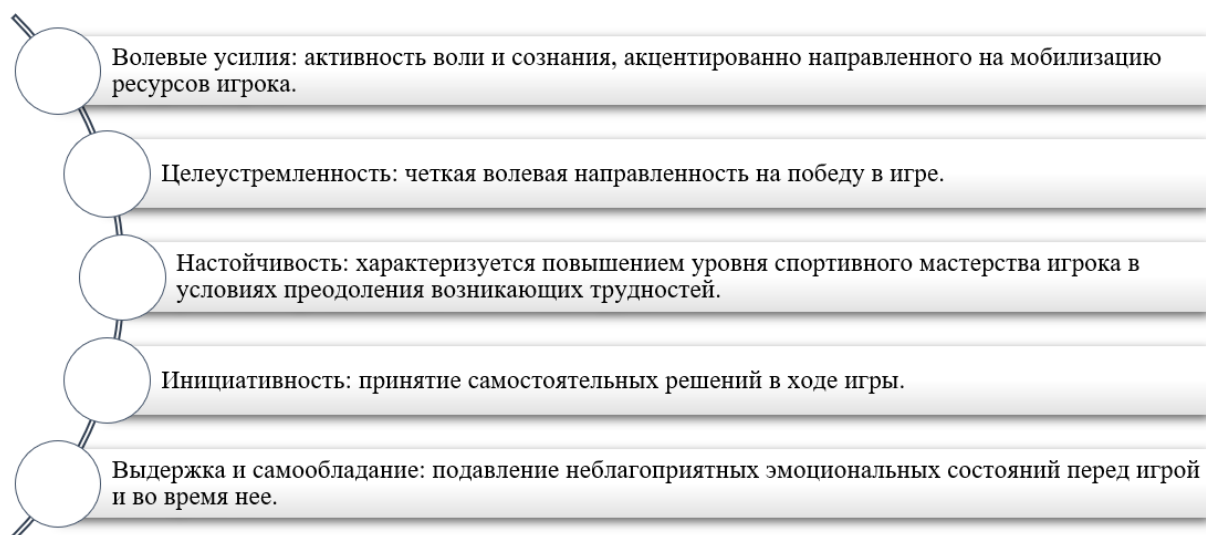 Волевые усилия: активность воли и сознания, акцентированно направленного на мобилизацию
ресурсов игрока.
Целеустремленность: четкая волевая направленность на победу в игре.
Настойчивость: характеризуется повышением уровня спортивного мастерства игрока в
условиях преодоления возникающих трудностей.
Инициативность: принятие самостоятельных решений в ходе игры.
Выдержка и самообладание: подавление неблагоприятных эмоциональных состояний перед игрой
и во время нее.